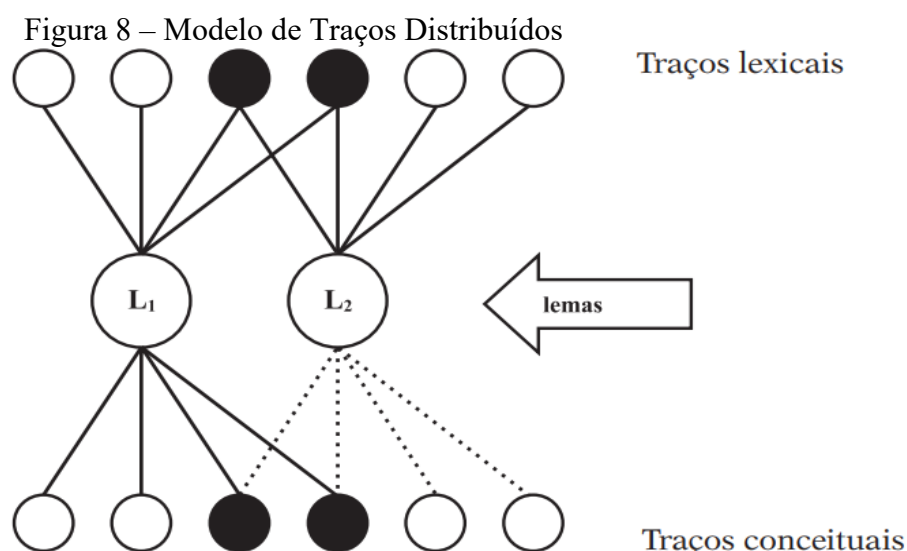 Figura 8 – Modelo de Traços Distribuídos
Traços lexicais
L₁
L₂
lemas
Traços conceituais